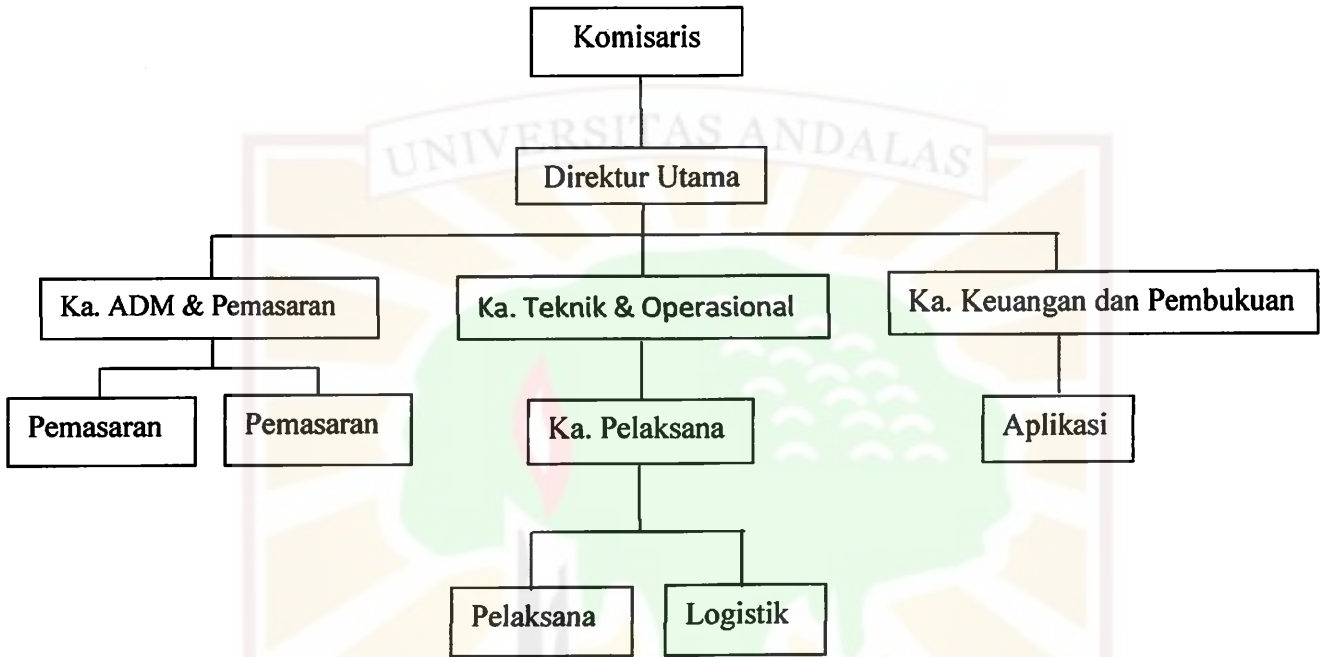 Komisaris
UNIVERSITAS ANDALAS
Direktur Utama
Ka. ADM & Pemasaran
Ka. Teknik & Operasional
Ka. Keuangan dan Pembukuan
Pemasaran
Pemasaran
Ka. Pelaksana
Aplikasi
Pelaksana
Logistik